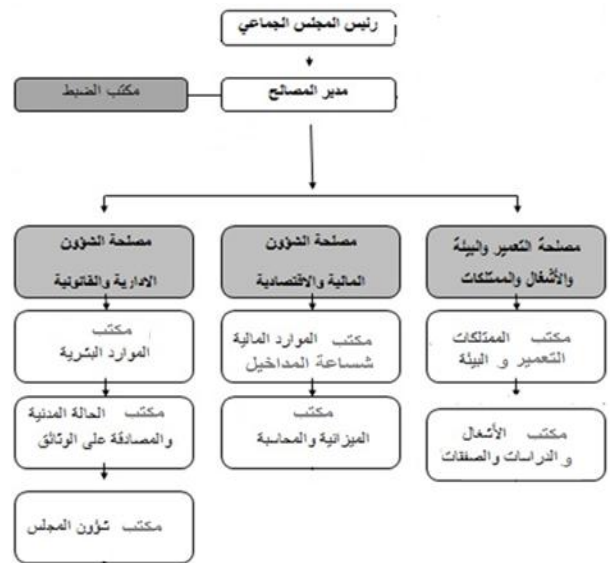 رئيس المجلس الجماعي
مدير المصالح
مكتب الضبط
مصلحة التعمير والبيئة
والأشغال والممتلكات
مصلحة الشؤون
المالية والاقتصادية
مصلحة الشؤون
الادارية والقانونية
مكتب الممتلكات
التعمير و البيئة
مكتب الموارد المالية
شساعة المداخيل
مكتب
الموارد البشرية
مكتب الأشغال
و الدراسات والصفقات
مكتب
الميزانية والمحاسبة
مكتب الحالة المدنية
والمصادقة على الوثائق
مكتب شؤون المجلس